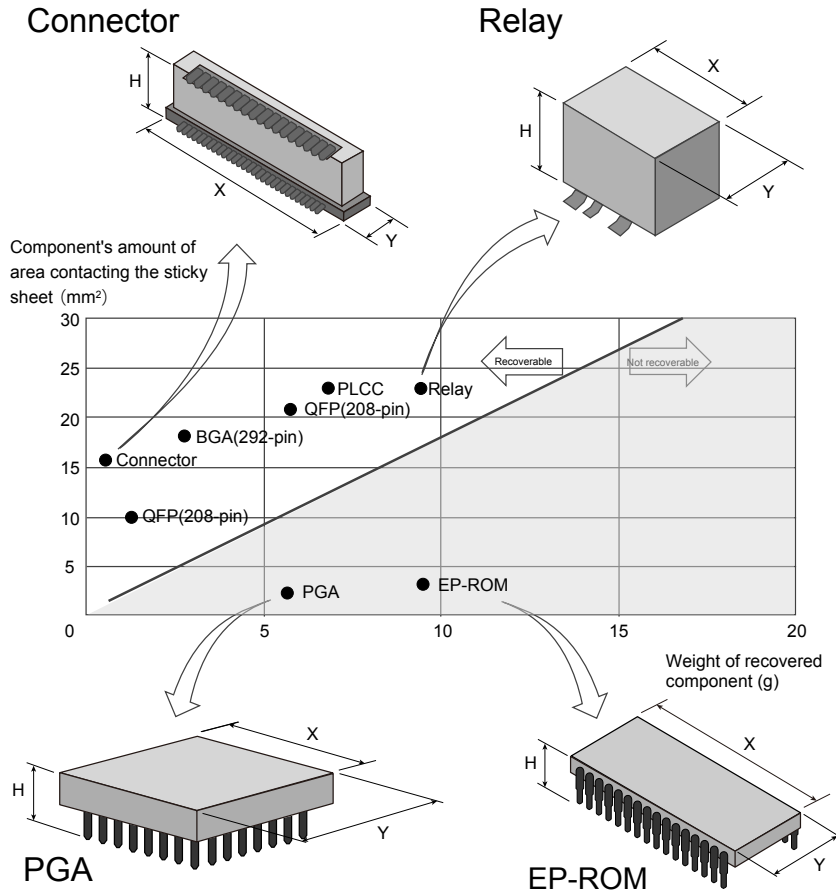 Connector
Relay
H
X
Y
X
H
Y
Component's amount of
area contacting the sticky
sheet（mm²）
30
25
20
15
10
5
0
5
10
15
20
Recoverable
Not recoverable
PLCC
Relay
QFP(208-pin)
BGA(292-pin)
Connector
QFP(208-pin)
PGA
EP-ROM
Weight of recovered
component (g)
X
H
Y
PGA
X
H
Y
EP-ROM